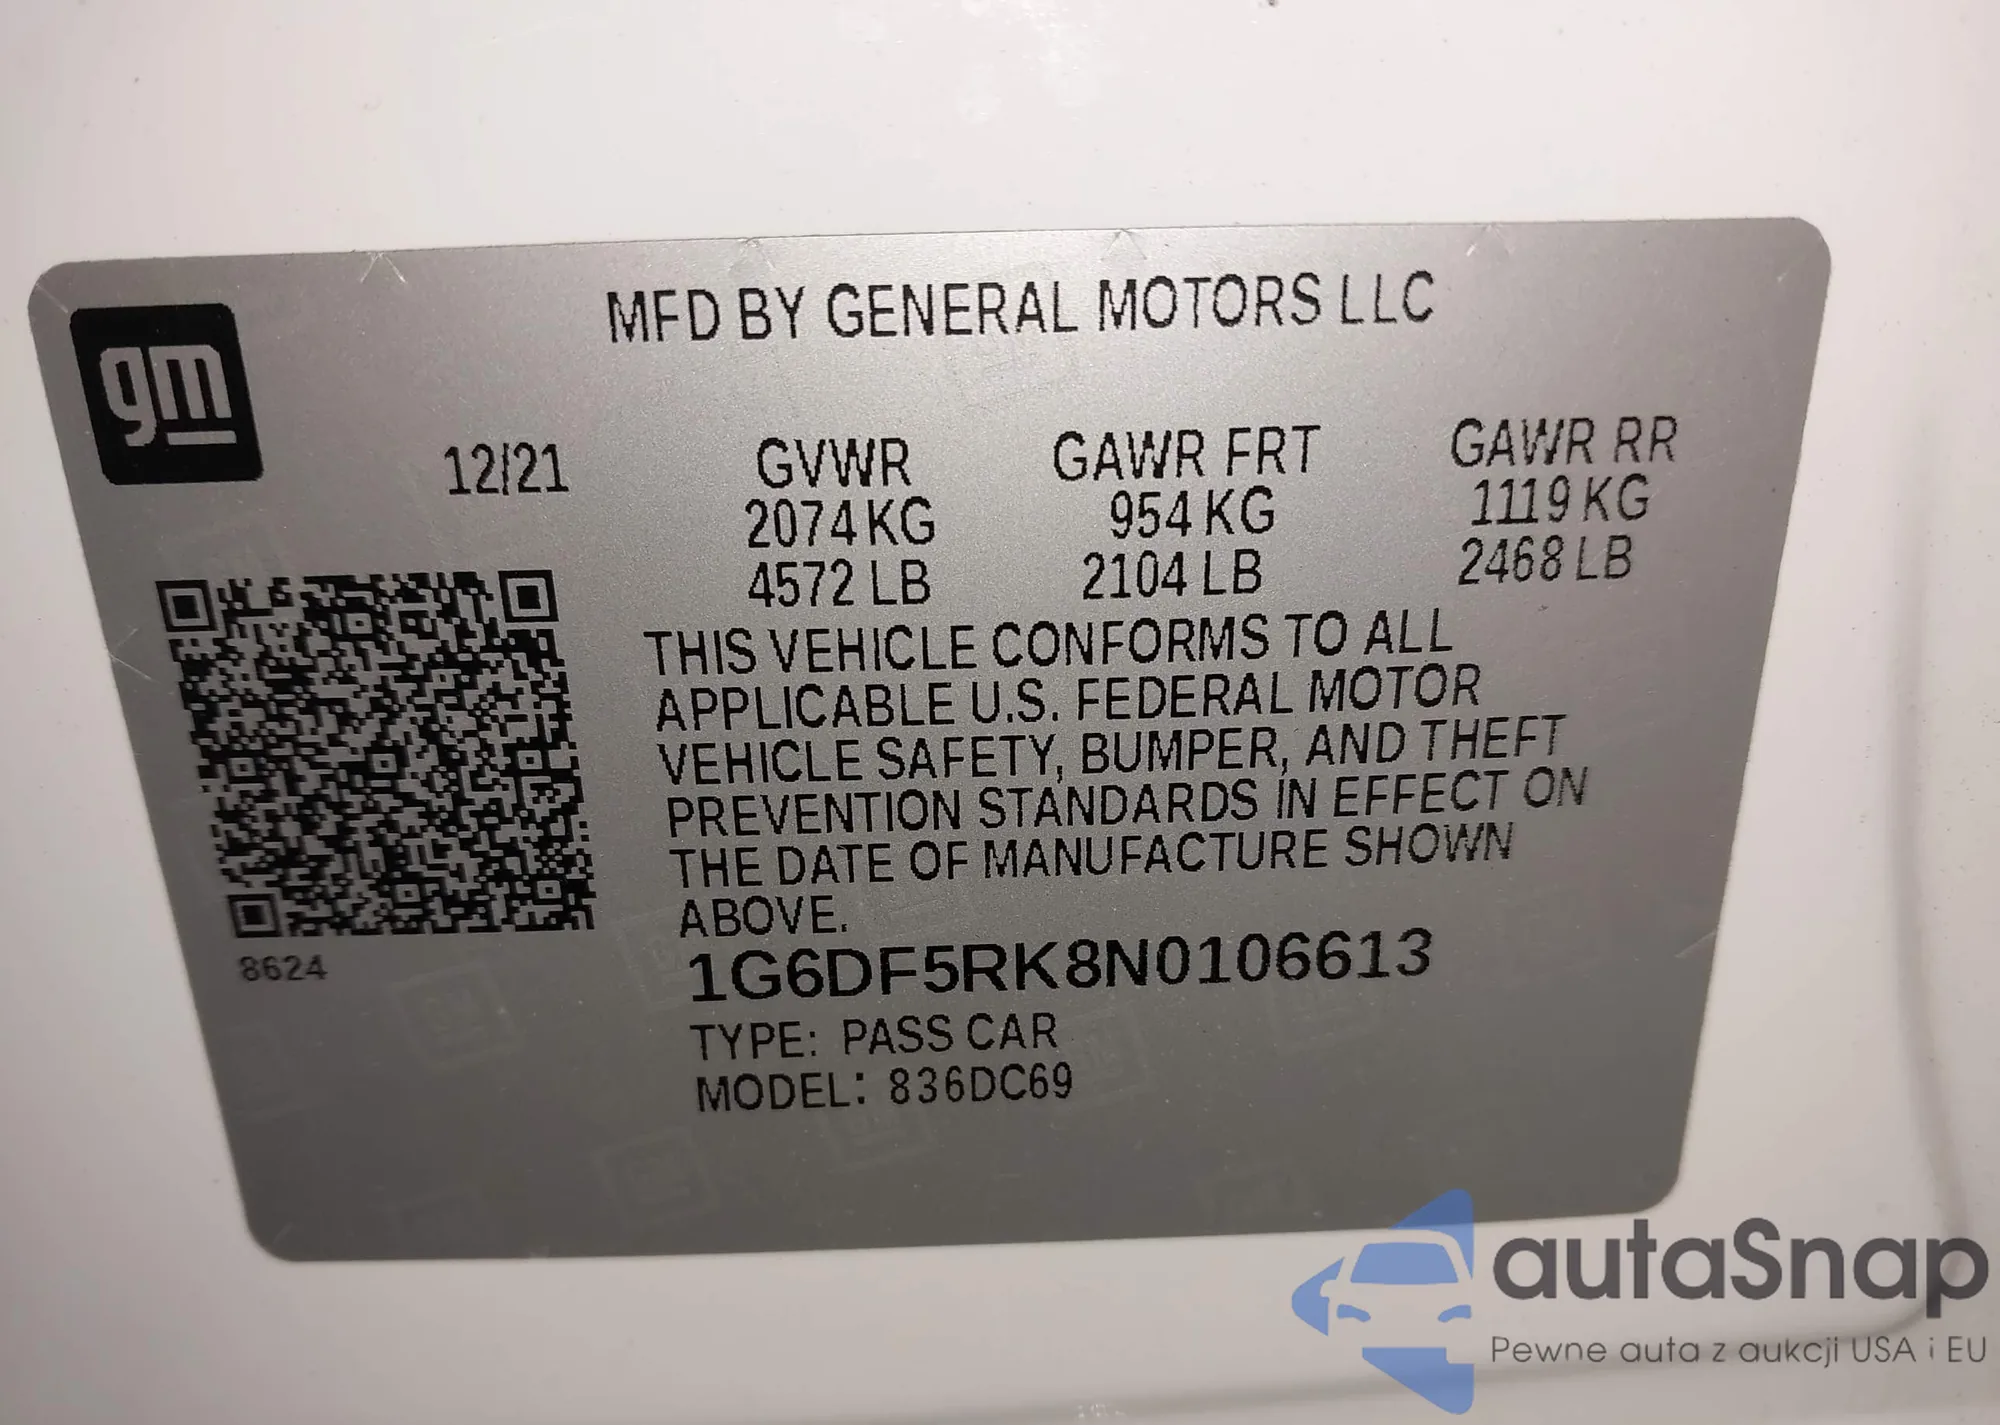 MFD BY GENERAL MOTORS LLC
gm
12/21
GVWR GAWR FRT GAWR RR
2074 KG 954 KG 1119 KG
4572 LB 2104 LB 2468 LB
THIS VEHICLE CONFORMS TO ALL
APPLICABLE U.S. FEDERAL MOTOR
VEHICLE SAFETY, BUMPER, AND THEFT
PREVENTION STANDARDS IN EFFECT ON
THE DATE OF MANUFACTURE SHOWN
ABOVE.
8624
1G6DF5RK8N0106613
TYPE: PASS CAR
MODEL: 836DC69
autaSnap
Pewne auta z aukcji USA i EU